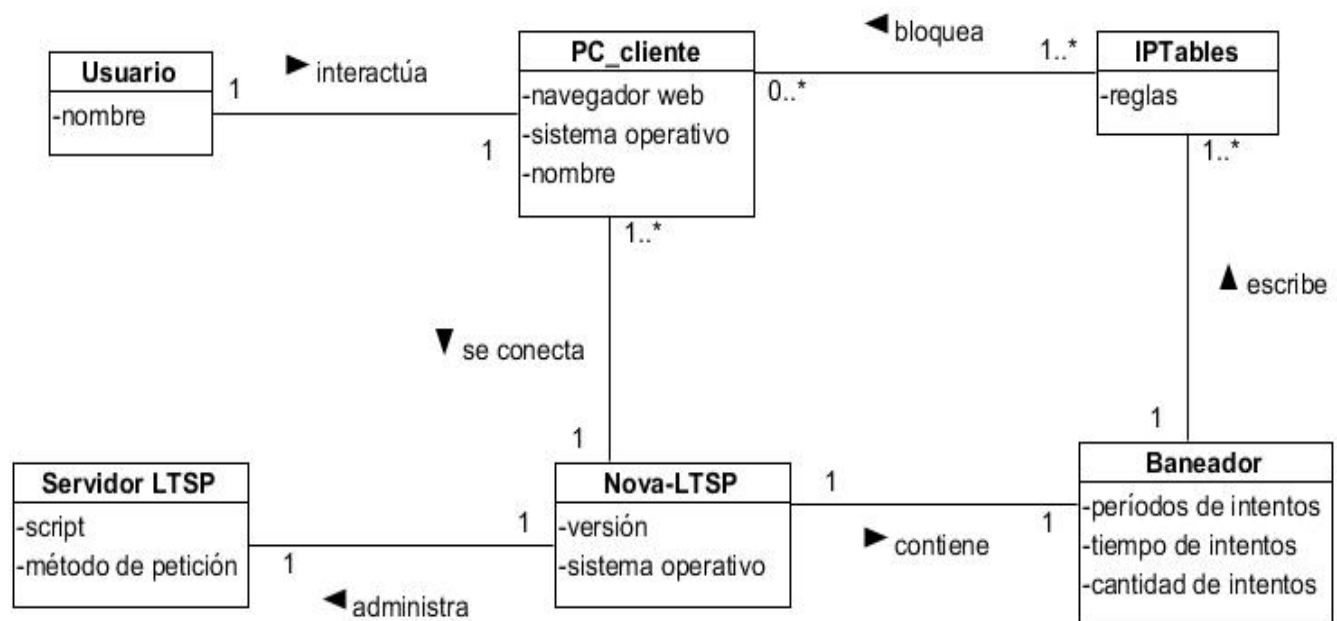 Usuario
-nombre
1
interactúa
1
PC_cliente
-navegador web
-sistema operativo
-nombre
bloquea
0..*
1..*
IPTables
-reglas
1..*
1..*
se conecta
1
escribe
1
Servidor LTSP
-script
-método de petición
1
administra
1
Nova-LTSP
-versión
-sistema operativo
1
contiene
1
Baneador
-períodos de intentos
-tiempo de intentos
-cantidad de intentos